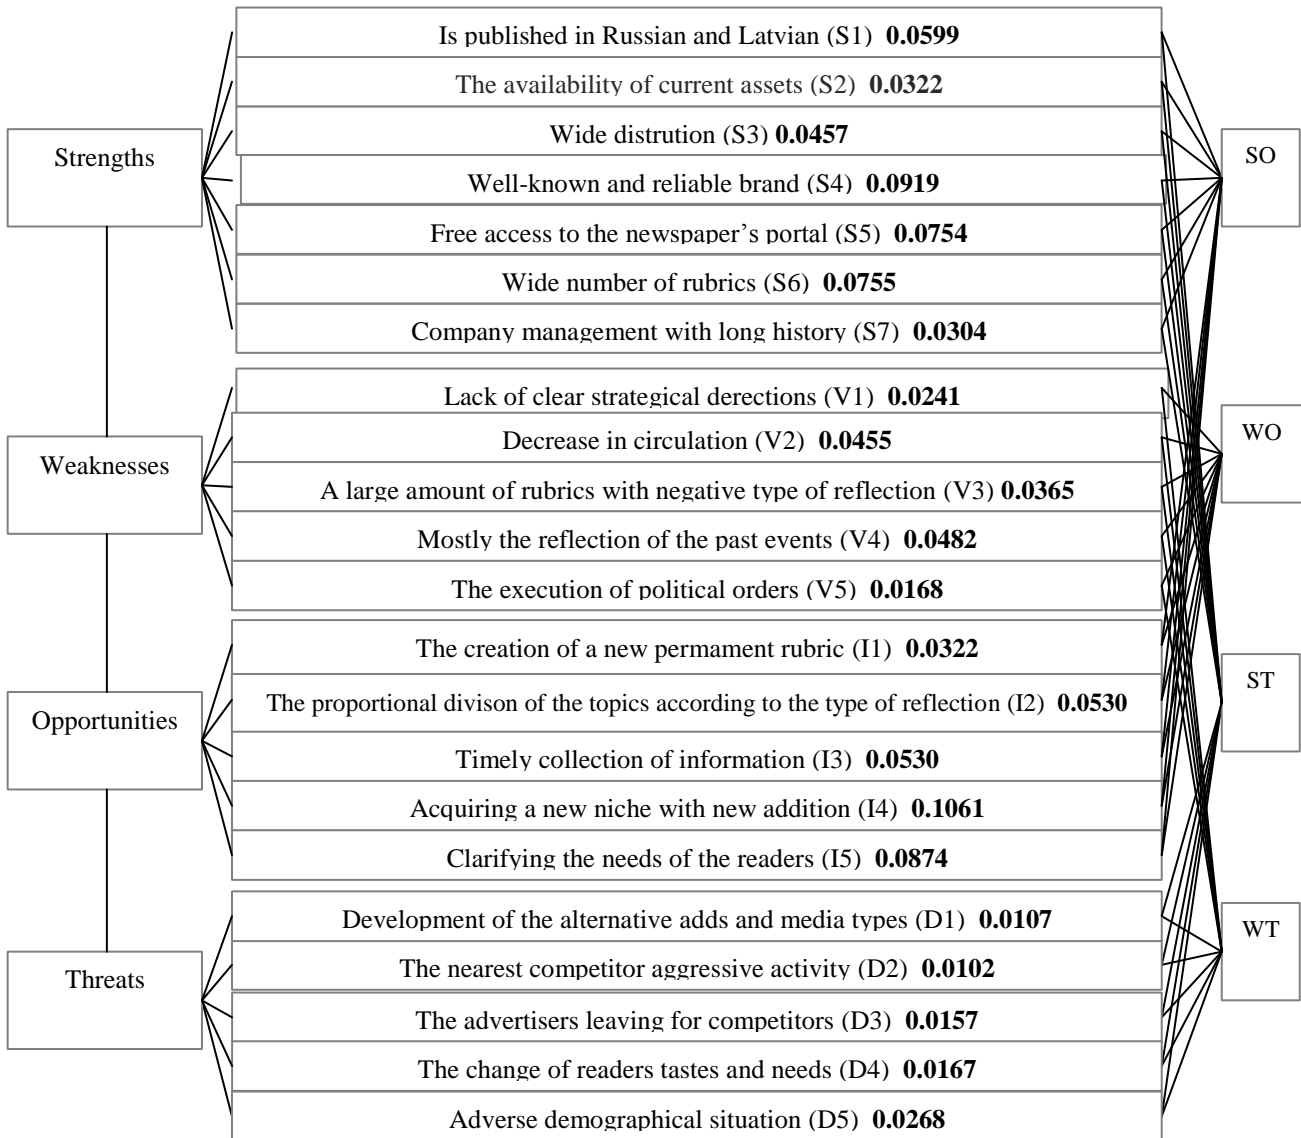 Is published in Russian and Latvian (S1) 0.0599
The availability of current assets (S2) 0.0322
Wide distrution (S3) 0.0457
Strengths
SO
Well-known and reliable brand (S4) 0.0919
Free access to the newspaper’s portal (S5) 0.0754
Wide number of rubrics (S6) 0.0755
Company management with long history (S7) 0.0304
Lack of clear strategical derections (V1) 0.0241
Decrease in circulation (V2) 0.0455
WO
Weaknesses
A large amount of rubrics with negative type of reflection (V3) 0.0365
Mostly the reflection of the past events (V4) 0.0482
The execution of political orders (V5) 0.0168
The creation of a new permament rubric (I1) 0.0322
ST
The proportional divison of the topics according to the type of reflection (I2) 0.0530
Opportunities
Timely collection of information (I3) 0.0530
Acquiring a new niche with new addition (I4) 0.1061
Clarifying the needs of the readers (I5) 0.0874
Development of the alternative adds and media types (D1) 0.0107
WT
The nearest competitor aggressive activity (D2) 0.0102
Threats
The advertisers leaving for competitors (D3) 0.0157
The change of readers tastes and needs (D4) 0.0167
Adverse demographical situation (D5) 0.0268